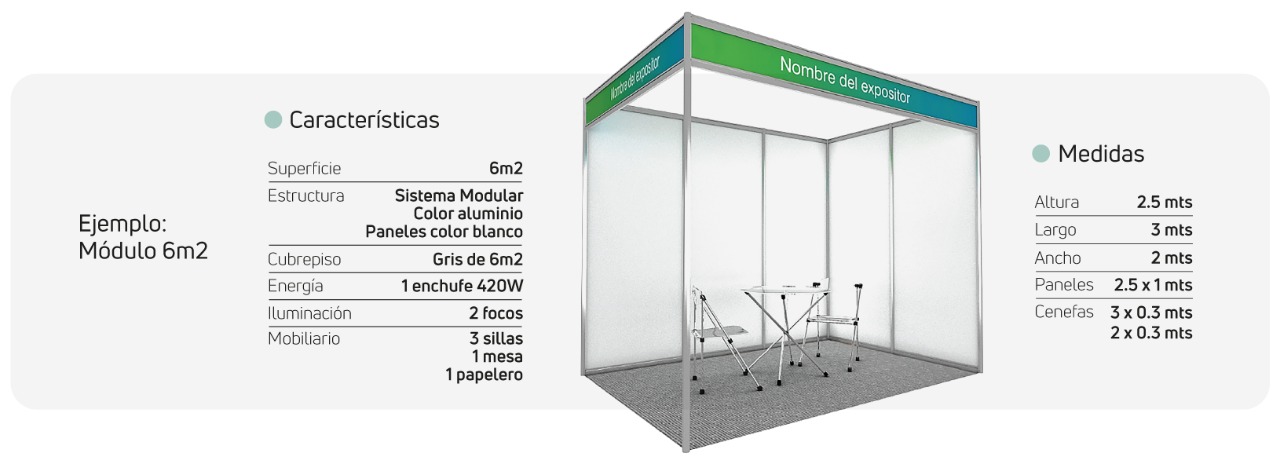 Ejemplo:
Módulo 6m2
Características
Superficie 6m2
Estructura Sistema Modular
Color aluminio
Paneles color blanco
Cubrepiso Gris de 6m2
Energía 1 enchufe 420W
Iluminación 2 focos
Mobiliario 3 sillas
1 mesa
1 papelero
Nombre del expositor
Nombre del expositor
Medidas
Altura 2.5 mts
Largo 3 mts
Ancho 2 mts
Paneles 2.5 x 1 mts
Cenefas 3 x 0.3 mts
2 x 0.3 mts